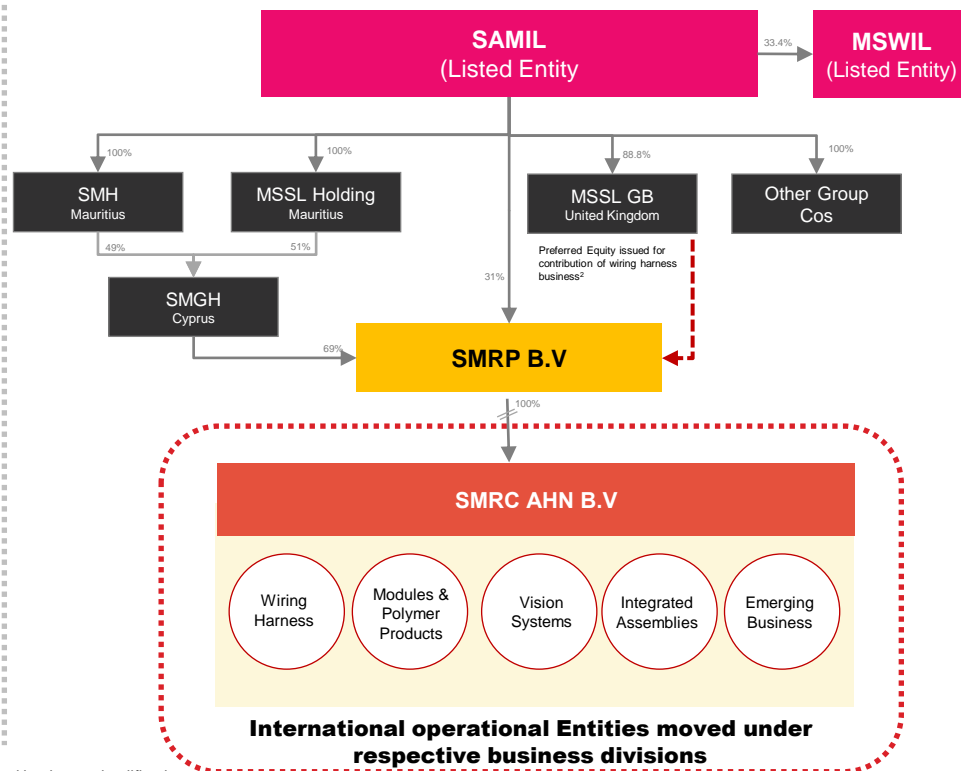 SAMIL
(Listed Entity
33.4%
MSWIL
(Listed Entity)
100%
100%
88.8%
100%
SMH
Mauritius
MSSL Holding
Mauritius
MSSL GB
United Kingdom
Other Group
Cos
49%
51%
Preferred Equity issued for
contribution of wiring harness
business2
31%
SMGH
Cyprus
69%
SMRP B.V
100%
SMRC AHN B.V
Wiring
Harness
Modules &
Polymer
Products
Vision
Systems
Integrated
Assemblies
Emerging
Business
International operational Entities moved under
respective business divisions